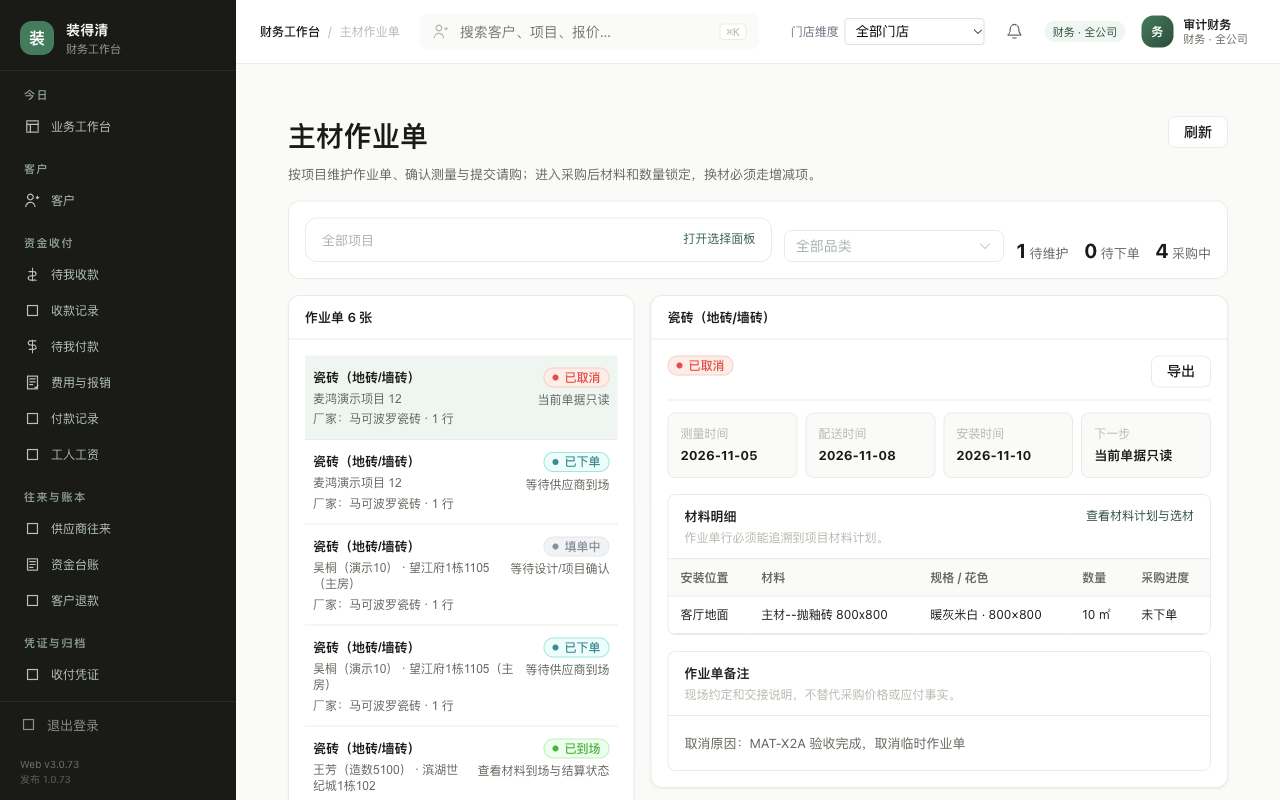 装
装得清
财务工作台
今日
业务工作台
客户
客户
资金收付
待我收款
收款记录
待我付款
费用与报销
付款记录
工人工资
往来与账本
供应商往来
资金台账
客户退款
凭证与归档
收付凭证
退出登录
Web v3.0.73
发布 1.0.73
财务工作台 / 主材作业单
搜索客户、项目、报价...
⌘K
门店维度
全部门店
财务 · 全公司
务
审计财务
财务 · 全公司
主材作业单
刷新
按项目维护作业单、确认测量与提交请购；进入采购后材料和数量锁定，换材必须走增减项。
全部项目
打开选择面板
全部品类
1 待维护
0 待下单
4 采购中
作业单 6 张
瓷砖（地砖/墙砖）
已取消
麦鸿演示项目 12
当前单据只读
厂家：马可波罗瓷砖 · 1 行
瓷砖（地砖/墙砖）
已下单
麦鸿演示项目 12
等待供应商到场
厂家：马可波罗瓷砖 · 1 行
瓷砖（地砖/墙砖）
填单中
吴桐（演示10） · 望江府1栋1105
（主房）
等待设计/项目确认
厂家：马可波罗瓷砖 · 1 行
瓷砖（地砖/墙砖）
已下单
吴桐（演示10） · 望江府1栋1105（主
房）
等待供应商到场
厂家：马可波罗瓷砖 · 1 行
瓷砖（地砖/墙砖）
已到场
王芳（造数5100） · 滨湖世
纪城1栋102
查看材料到场与结算状态
瓷砖（地砖/墙砖）
已取消
导出
测量时间
2026-11-05
配送时间
2026-11-08
安装时间
2026-11-10
下一步
当前单据只读
材料明细
查看材料计划与选材
作业单行必须能追溯到项目材料计划。
安装位置 材料 规格 / 花色 数量 采购进度
客厅地面 主材--抛釉砖 800x800 暖灰米白 · 800×800 10 ㎡ 未下单
作业单备注
现场约定和交接说明，不替代采购价格或应付事实。
取消原因：MAT-X2A 验收完成，取消临时作业单